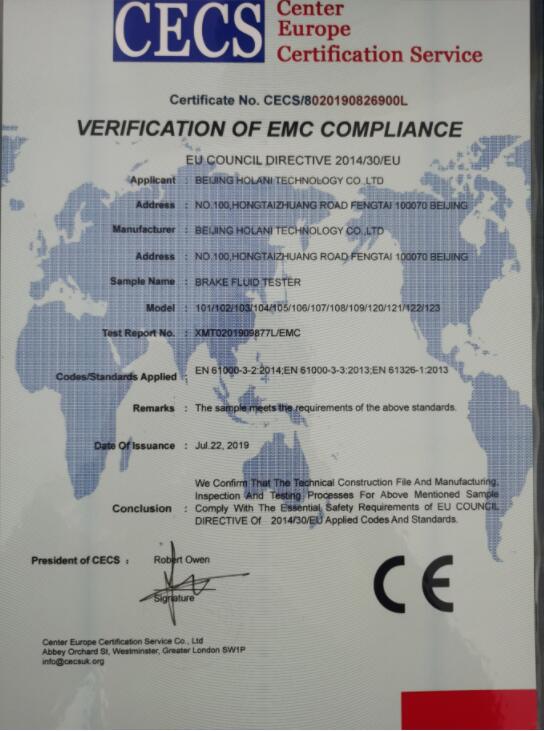 CECS
Center
Europe
Certification Service
Certificate No. CECS/8020190826900L
VERIFICATION OF EMC COMPLIANCE
EU COUNCIL DIRECTIVE 2014/30/EU
Applicant : BEIJING HOLANI TECHNOLOGY CO.,LTD
Address : NO.100,HONGTAIZHUANG ROAD FENGTAI 100070 BEIJING
Manufacturer : BEIJING HOLANI TECHNOLOGY CO.,LTD
Address : NO.100,HONGTAIZHUANG ROAD FENGTAI 100070 BEIJING
Sample Name : BRAKE FLUID TESTER
Model : 101/102/103/104/105/106/107/108/109/120/121/122/123
Test Report No. : XMT0201909877L/EMC
Codes/Standards Applied : EN 61000-3-2:2014;EN 61000-3-3:2013;EN 61326-1:2013
Remarks : The sample meets the requirements of the above standards.
Date Of Issuance : Jul.22, 2019
We Confirm That The Technical Construction File And Manufacturing,
Inspection And Testing Processes For Above Mentioned Sample
Conclusion : Comply With The Essential Safety Requirements of EU COUNCIL
DIRECTIVE Of 2014/30/EU Applied Codes And Standards.
President of CECS : Robert Owen
Signature
CE
Center Europe Certification Service Co., Ltd
Abbey Orchard St, Westminster, Greater London SW1P
info@cecsuk.org